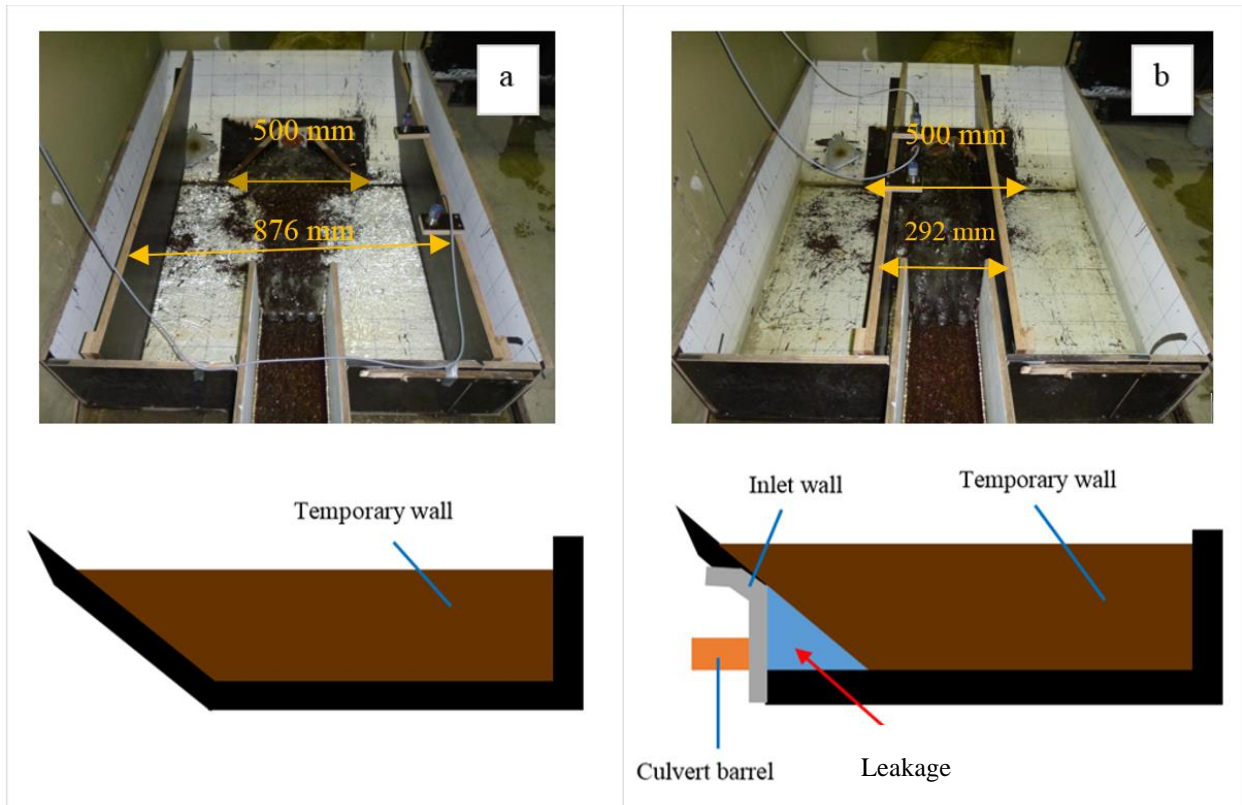 a
500 mm
876 mm
Temporary wall
b
500 mm
292 mm
Inlet wall
Temporary wall
Culvert barrel
Leakage